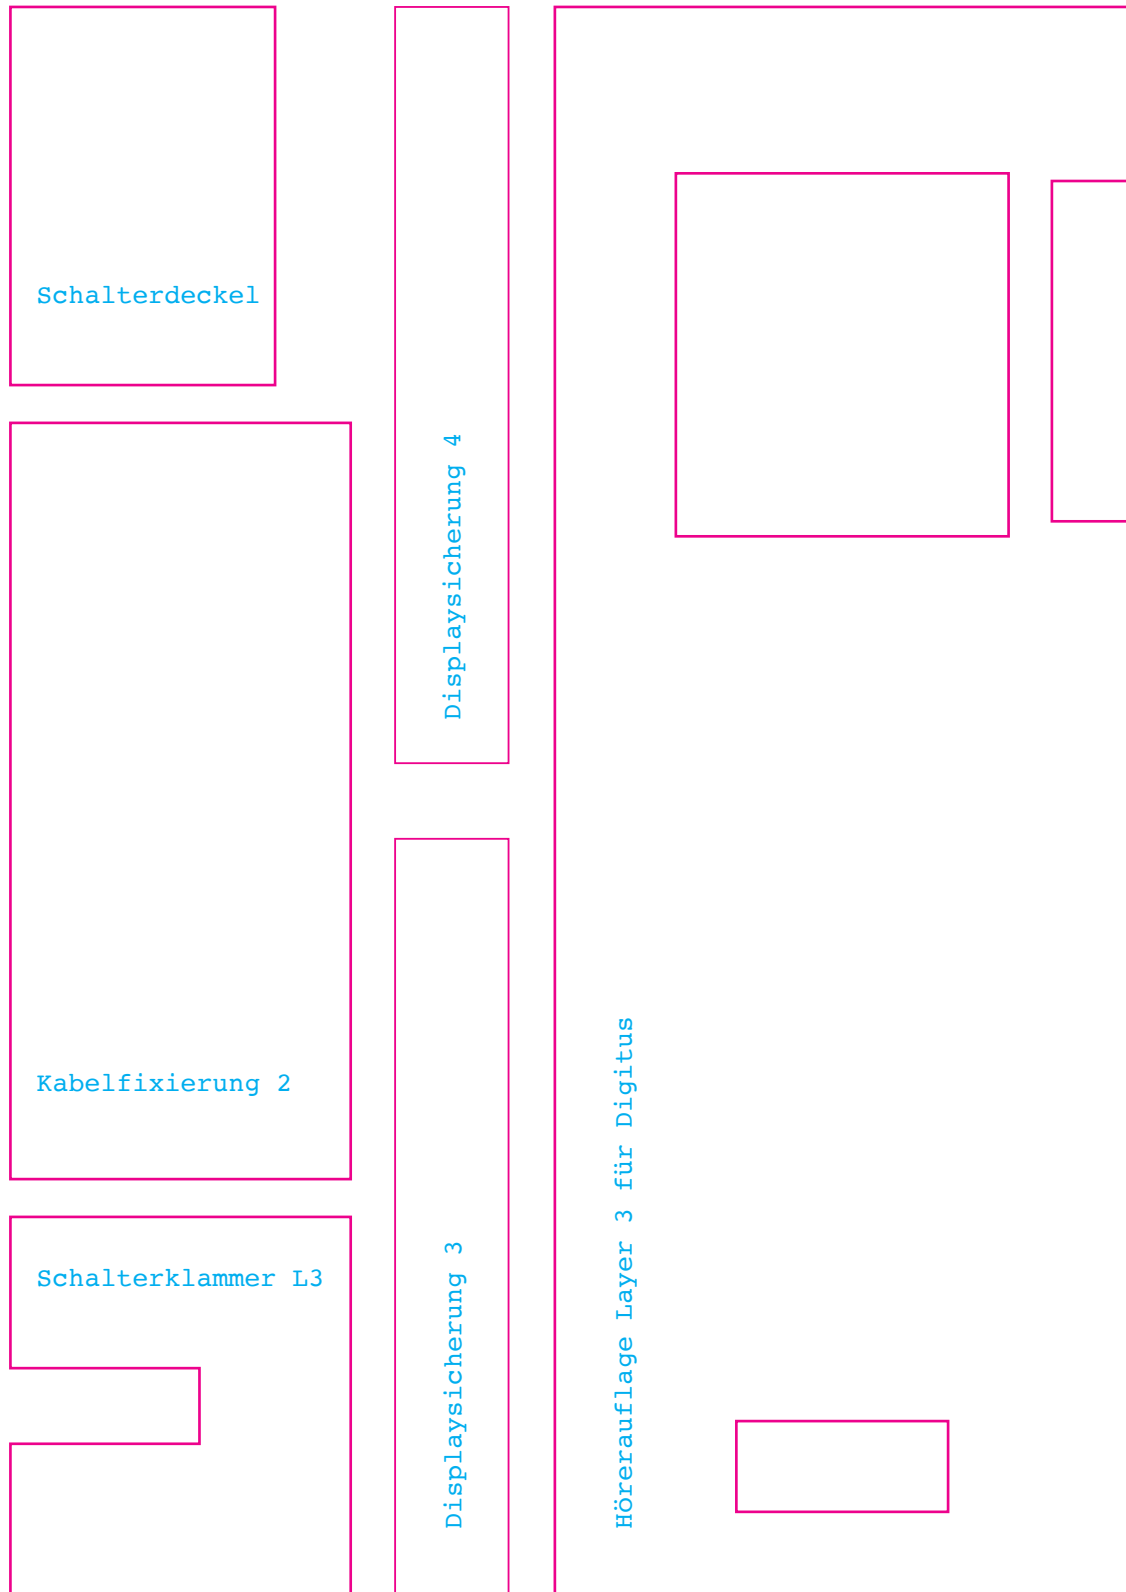 Schalterdeckel
Displaysicherung 4
Kabelfixierung 2
Schalterklammer L3
Displaysicherung 3
Hörerauflage Layer 3 für Digitus